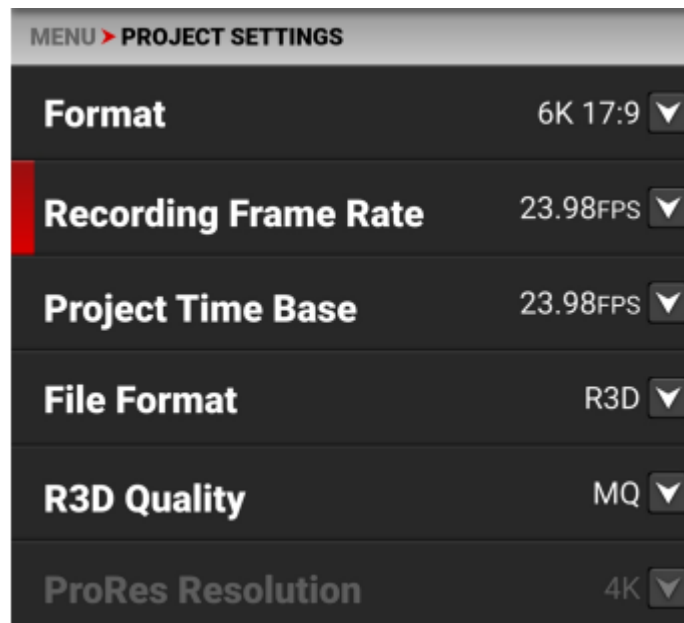 MENU > PROJECT SETTINGS
Format 6K 17:9
Recording Frame Rate 23.98FPS
Project Time Base 23.98FPS
File Format R3D
R3D Quality MQ
ProRes Resolution 4K